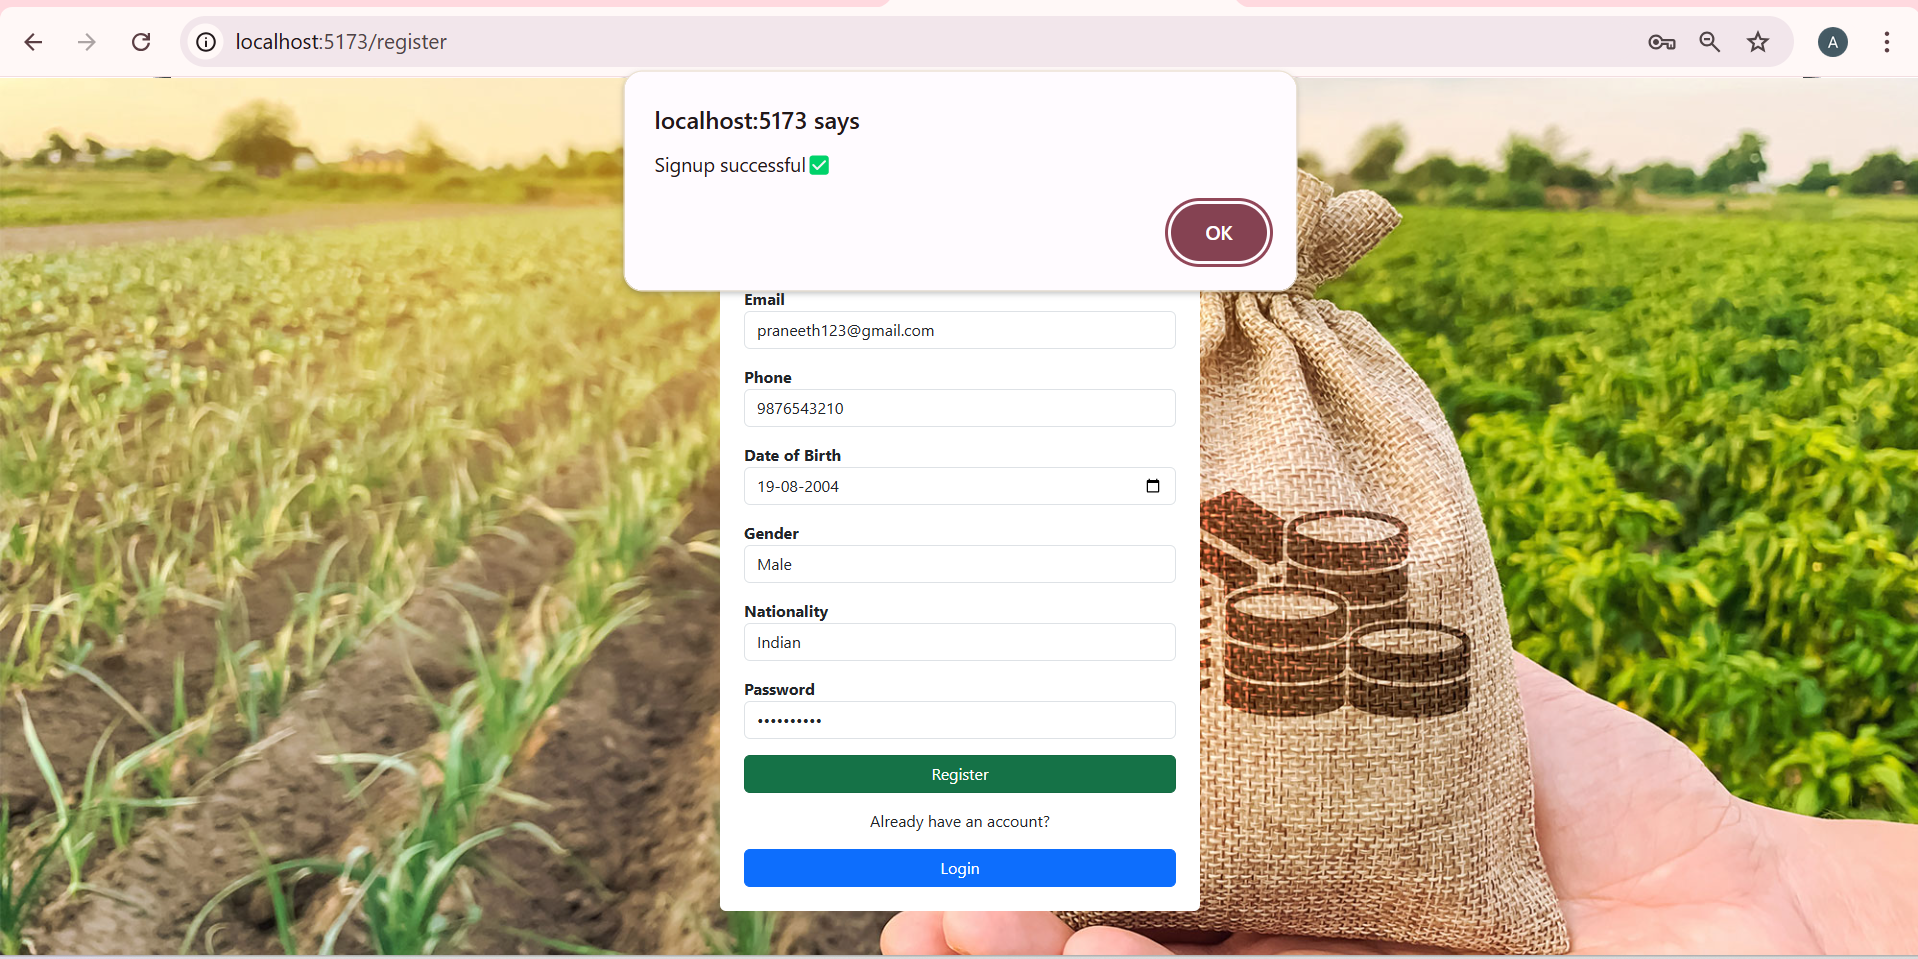 localhost:5173/register
A
localhost:5173 says
Signup successful✅
OK
Email
praneeth123@gmail.com
Phone
9876543210
Date of Birth
19-08-2004
Gender
Male
Nationality
Indian
Password
••••••••••
Register
Already have an account?
Login